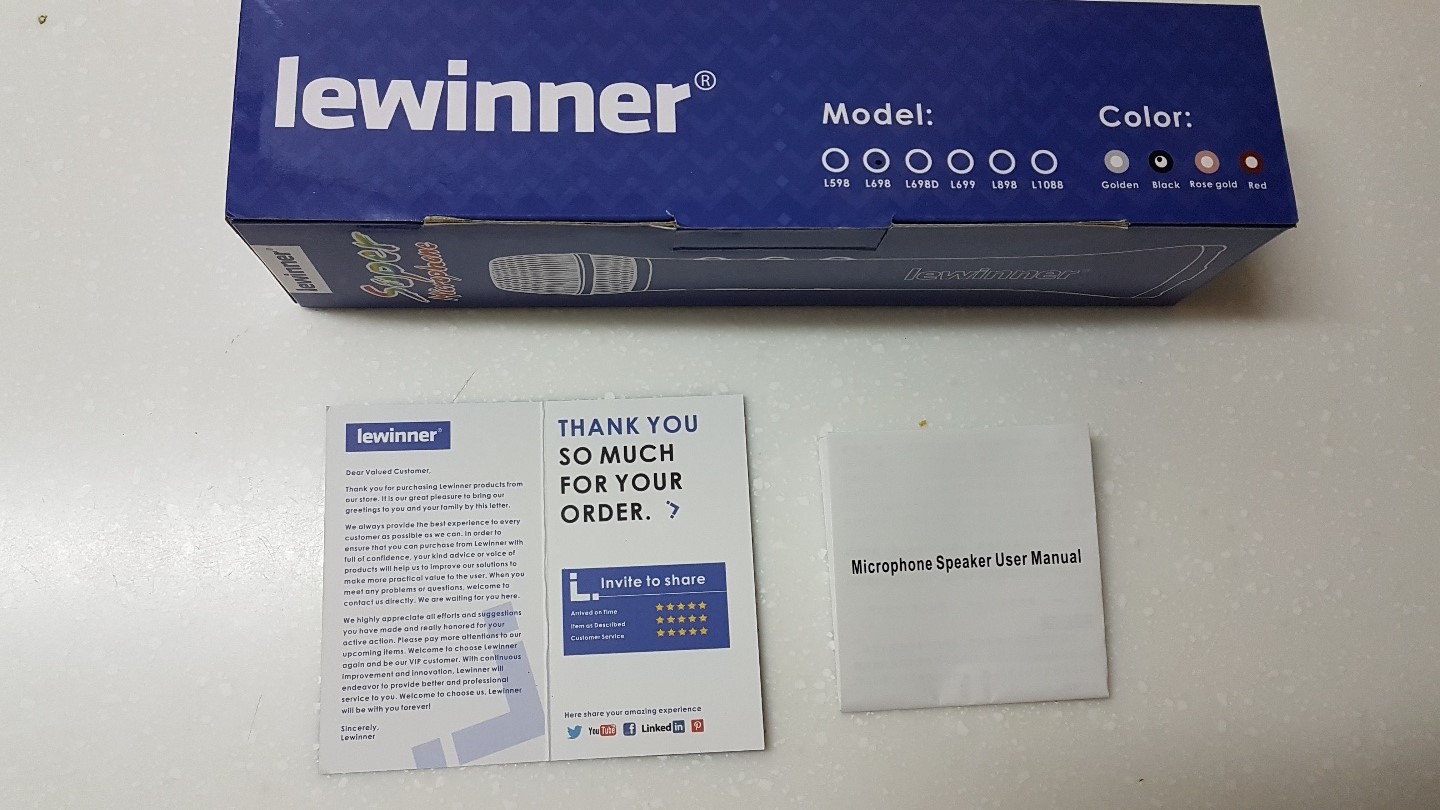 lewinner®
Model:
L598 L698 L698D L699 L898 L1088
Color:
Golden Black Rose gold Red
lewinner
Super
Microphone
lewinner
lewinner®
Dear Valued Customer,
Thank you for purchasing Lewinner products from
our store. It is our great pleasure to bring our
greetings to you and your family by this letter.
We always provide the best experience to every
customer as possible as we can. In order to
ensure that you can purchase from Lewinner with
full of confidence, your kind advice or voice of
products will help us to improve our solutions to
make more practical value to the user. When you
meet any problems or questions, welcome to
contact us directly. We are waiting for you here.
We highly appreciate all efforts and suggestions
you have made and really honored for your
active action. Please pay more attentions to our
upcoming items. Welcome to choose Lewinner
again and be our VIP customer. With continuous
improvement and innovation, Lewinner will
endeavor to provide better and professional
service to you. Welcome to choose us, Lewinner
will be with you forever!
Sincerely,
Lewinner
THANK YOU
SO MUCH
FOR YOUR
ORDER.
Invite to share
Arrived on Time
Item as Described
Customer Service
Here share your amazing experience
YouTube f Linked in
Microphone Speaker User Manual